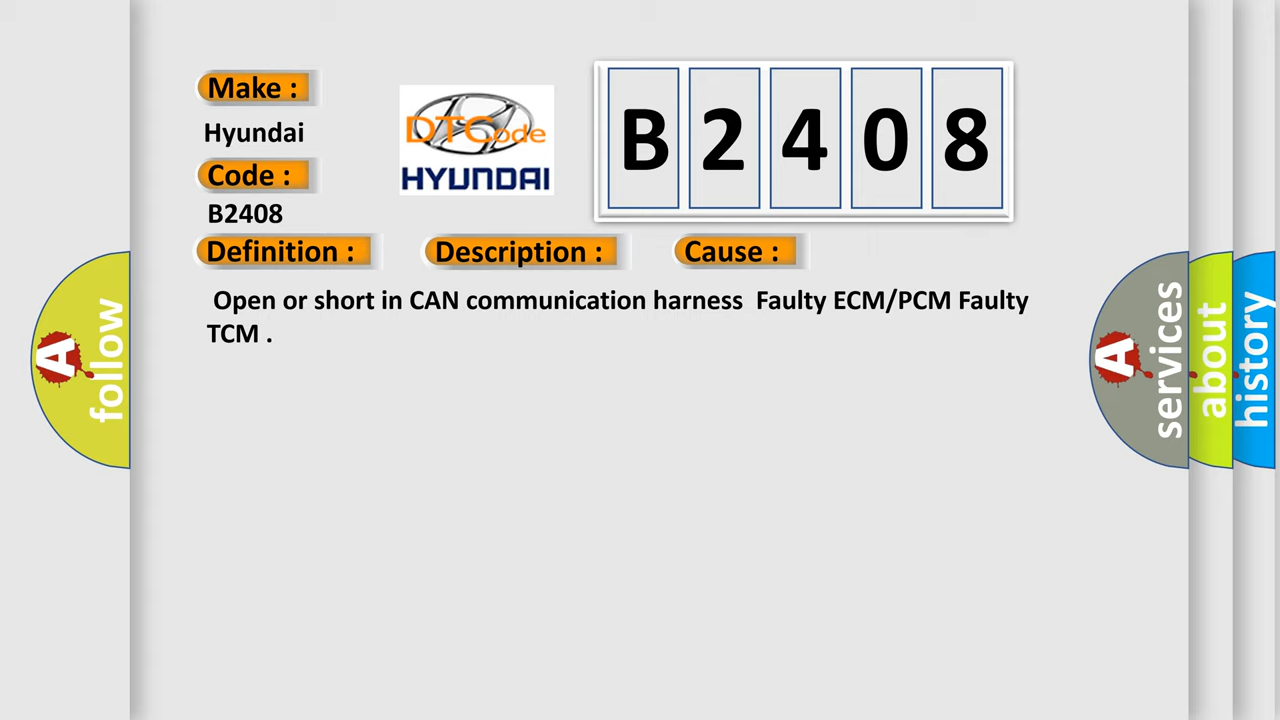 Make :
Hyundai
Code :
B2408
DTCode
HYUNDAI
B 2 4 0 8
Definition :
Description :
Cause :
Open or short in CAN communication harness  Faulty ECM/PCM Faulty
TCM .
A
follow
A
services
about
history